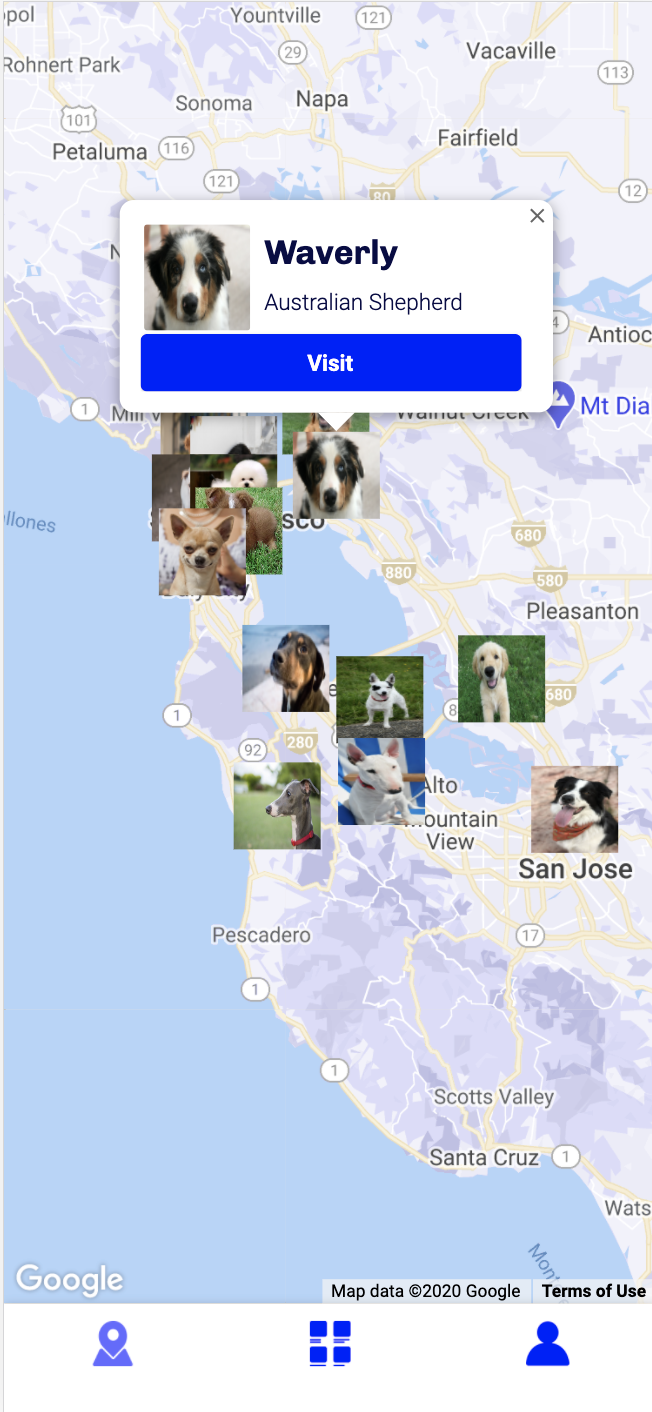 Yountville
121
29
Vacaville
Rohnert Park
113
Sonoma
Napa
101
Fairfield
Petaluma
116
121
12
80
Waverly
Australian Shepherd
Visit
4
Antioc
1
Mill V
Walnut Creek
Mt Dia
allones
sco
680
880
580
Pleasanton
680
1
8
280
92
Alto
Mountain
View
San Jose
Pescadero
17
1
1
Scotts Valley
Santa Cruz
1
Wats
Mont
Google
Map data ©2020 Google
Terms of Use